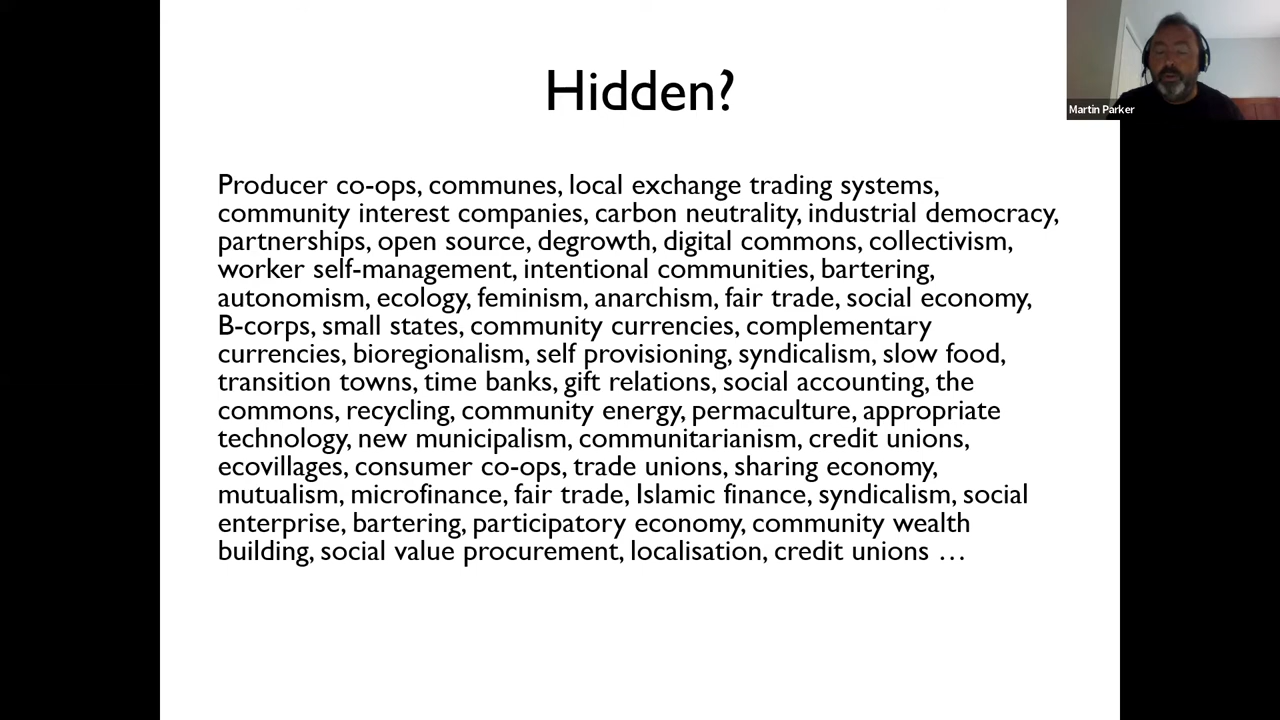 Hidden?
Martin Parker
Producer co-ops, communes, local exchange trading systems,
community interest companies, carbon neutrality, industrial democracy,
partnerships, open source, degrowth, digital commons, collectivism,
worker self-management, intentional communities, bartering,
autonomism, ecology, feminism, anarchism, fair trade, social economy,
B-corps, small states, community currencies, complementary
currencies, bioregionalism, self provisioning, syndicalism, slow food,
transition towns, time banks, gift relations, social accounting, the
commons, recycling, community energy, permaculture, appropriate
technology, new municipalism, communitarianism, credit unions,
ecovillages, consumer co-ops, trade unions, sharing economy,
mutualism, microfinance, fair trade, Islamic finance, syndicalism, social
enterprise, bartering, participatory economy, community wealth
building, social value procurement, localisation, credit unions …